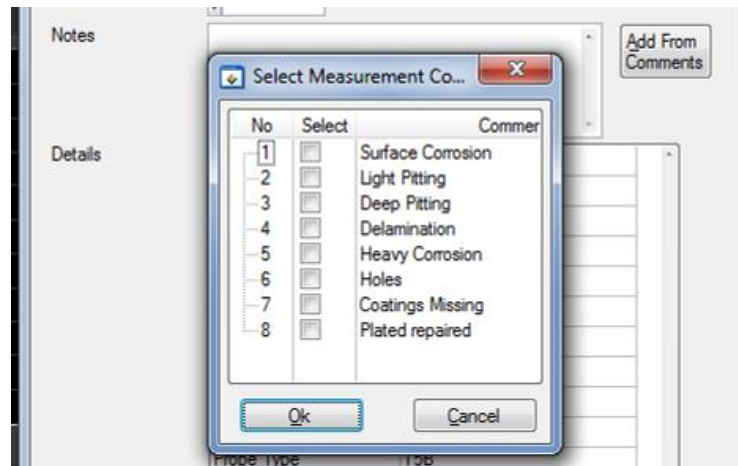 Notes
Add From
Comments
Select Measurement Co...
No Select Commer
1 Surface Corrosion
2 Light Pitting
3 Deep Pitting
4 Delamination
5 Heavy Corrosion
6 Holes
7 Coatings Missing
8 Plated repaired
Details
Ok Cancel
Probe Type T5B